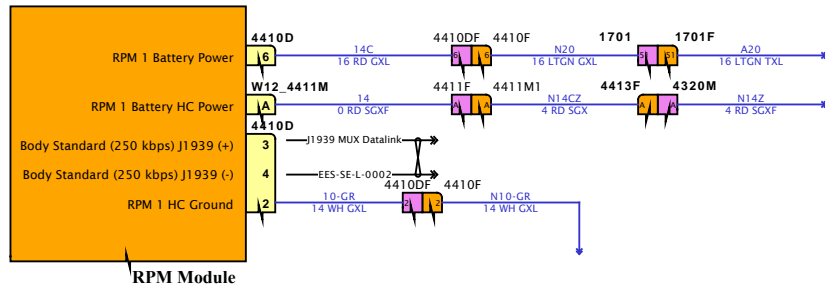 4410D 4410DF 4410F 1701 1701F
RPM 1 Battery Power 6 14C 6 6 N20 S1 S1 A20
16 RD GXL 16 LTGN GXL 16 LTGN TXL
W12_4411M 4411F 4411M1 4413F 4320M
RPM 1 Battery HC Power A 14 A A N14CZ A A N14Z
0 RD SGXF 4 RD SGX 4 RD SGXF
4410D
Body Standard (250 kbps) J1939 (+) 3 J1939 MUX Datalink
Body Standard (250 kbps) J1939 (-) 4 EES-SE-L-0002
4410DF 4410F
RPM 1 HC Ground 2 10-GR 2 2 N10-GR
14 WH GXL 14 WH GXL
RPM Module